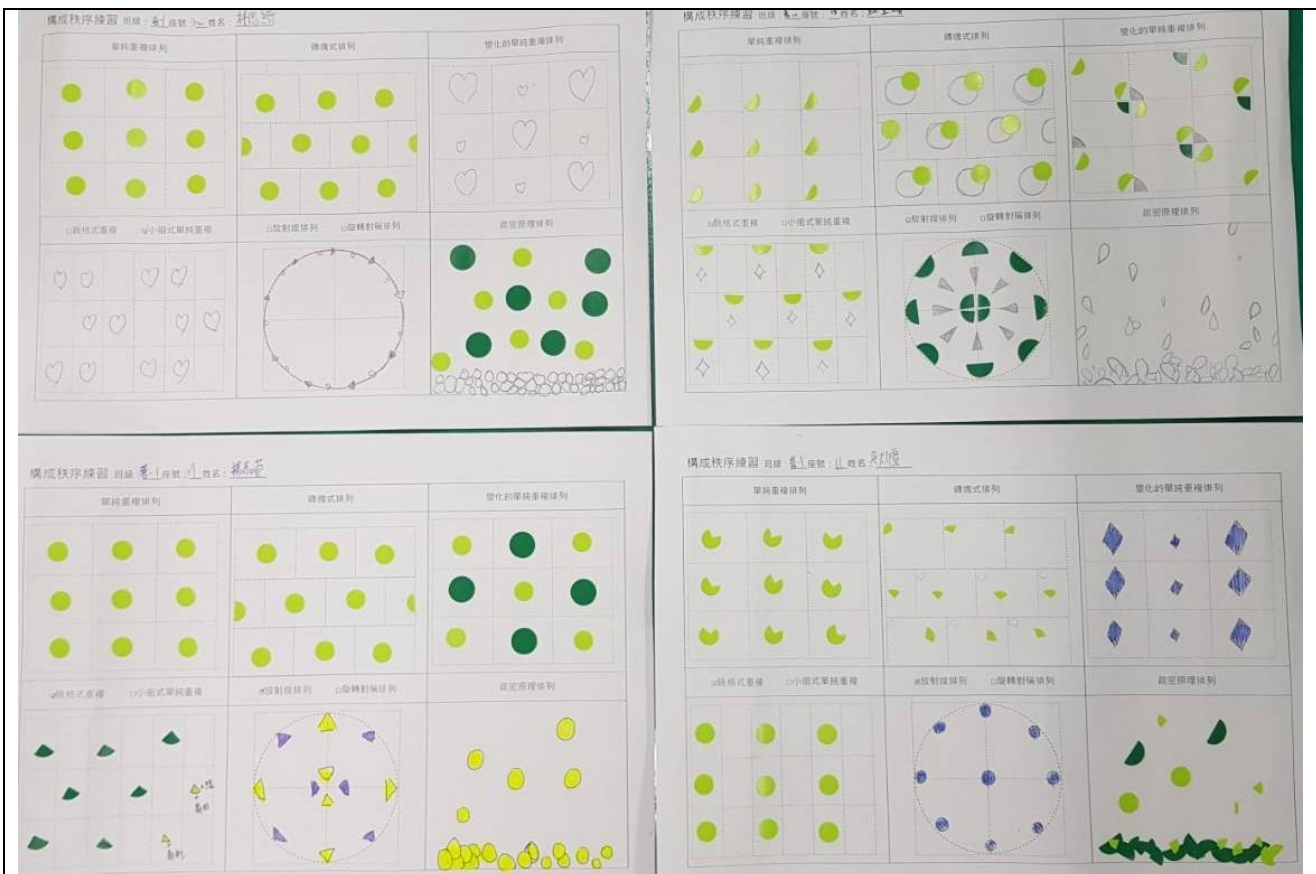 構成秩序練習 班級： 座號： 姓名：
單純重複排列 磚塊式排列 變化的單純重複排列
□跳格式重複 ☑小組式單純重複 □放射線排列 □旋轉對稱排列 疏密原理排列
構成秩序練習 班級： 座號： 姓名：
單純重複排列 磚塊式排列 變化的單純重複排列
☑跳格式重複 □小組式單純重複 ☑放射線排列 □旋轉對稱排列 疏密原理排列
構成秩序練習 班級： 座號：11 姓名：
單純重複排列 磚塊式排列 變化的單純重複排列
☑跳格式重複 □小組式單純重複 ☑放射線排列 □旋轉對稱排列 疏密原理排列
構成秩序練習 班級： 座號：11 姓名：
單純重複排列 磚塊式排列 變化的單純重複排列
☑跳格式重複 □小組式單純重複 ☑放射線排列 □旋轉對稱排列 疏密原理排列